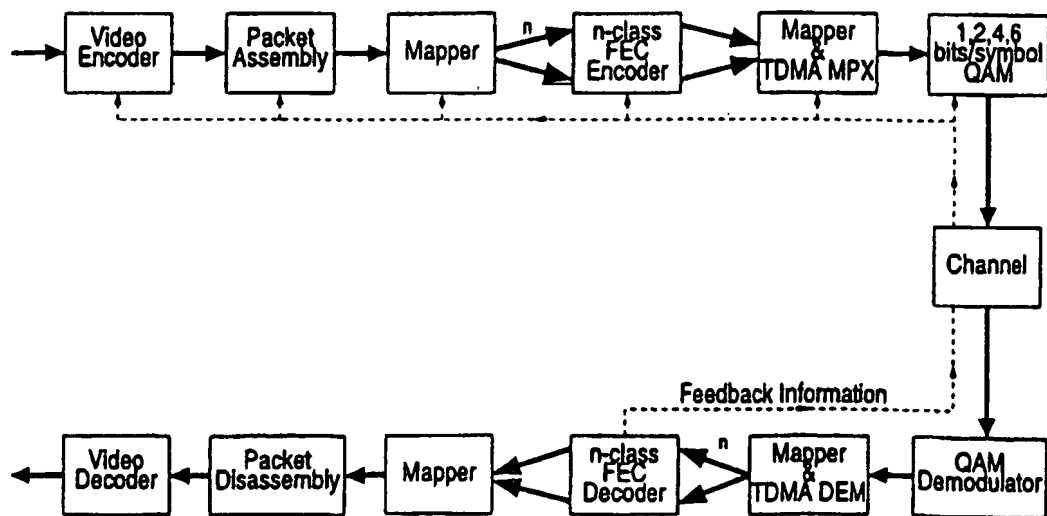 Video
Encoder
Packet
Assembly
Mapper
n
n-class
FEC
Encoder
Mapper
&
TDMA MPX
1,2,4,6
bits/symbol
QAM
Channel
Feedback Information
Video
Decoder
Packet
Disassembly
Mapper
n-class
FEC
Decoder
n
Mapper
&
TDMA DEM
QAM
Demodulator